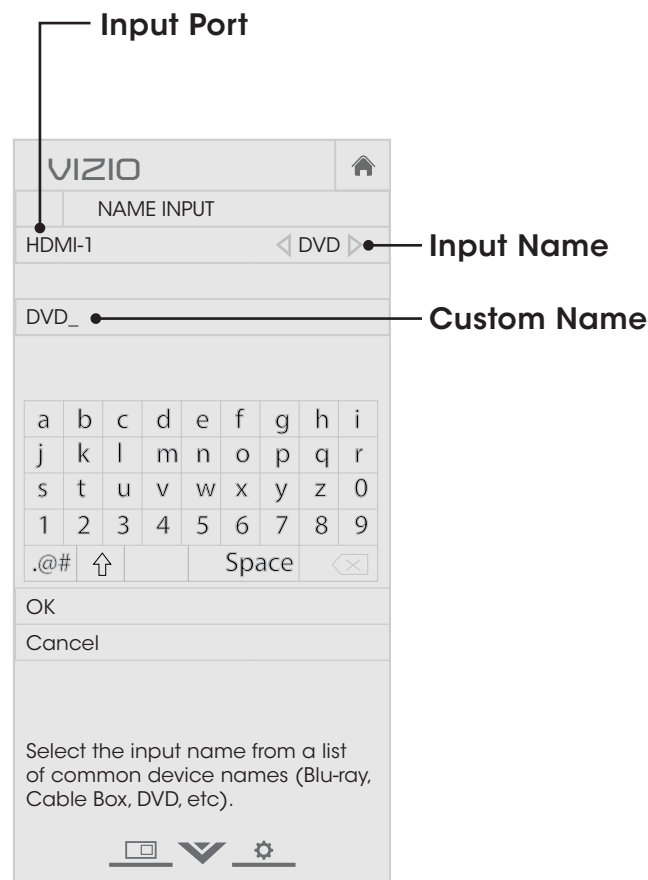 Input Port
VIZIO
NAME INPUT
HDMI-1 DVD Input Name
DVD_ Custom Name
a b c d e f g h i
j k l m n o p q r
s t u v w x y z 0
1 2 3 4 5 6 7 8 9
.@# Space
OK
Cancel
Select the input name from a list
of common device names (Blu-ray,
Cable Box, DVD, etc).